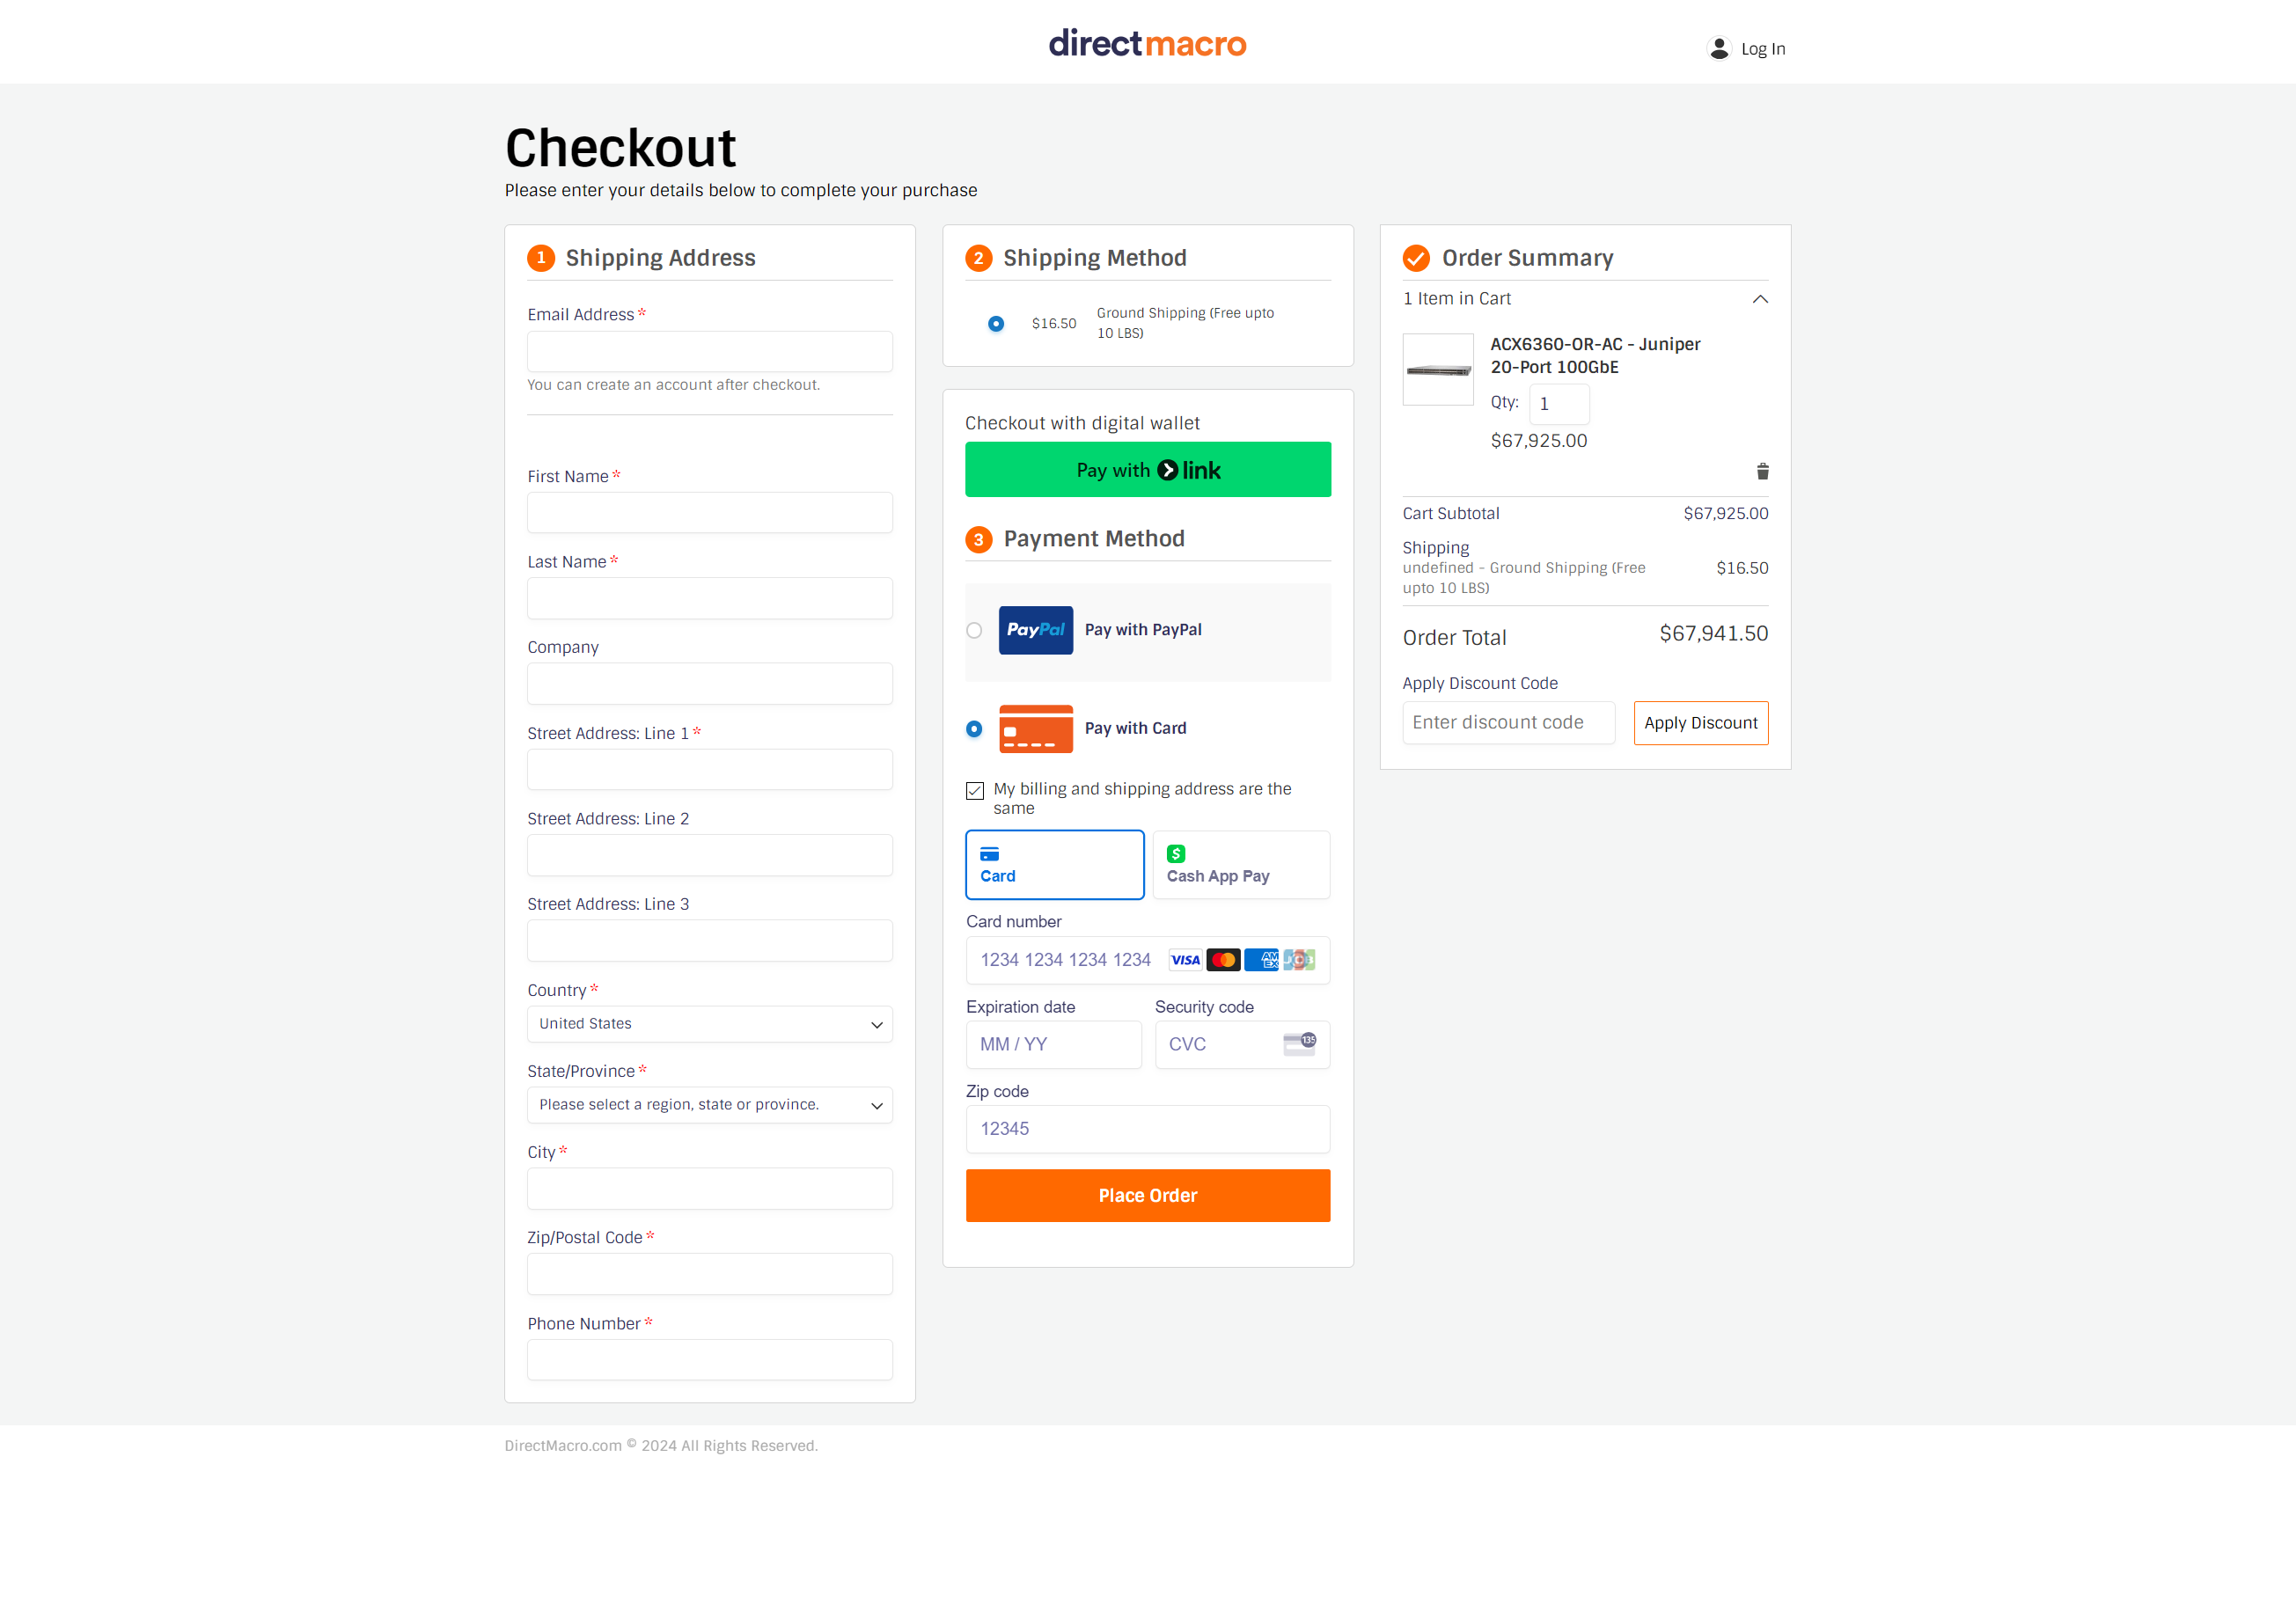 directmacro
Log In
Checkout
Please enter your details below to complete your purchase
1 Shipping Address
Email Address *
You can create an account after checkout.
First Name *
Last Name *
Company
Street Address: Line 1 *
Street Address: Line 2
Street Address: Line 3
Country *
United States
State/Province *
Please select a region, state or province.
City *
Zip/Postal Code *
Phone Number *
2 Shipping Method
$16.50
Ground Shipping (Free upto
10 LBS)
Checkout with digital wallet
Pay with link
3 Payment Method
PayPal Pay with PayPal
Pay with Card
My billing and shipping address are the
same
Card
$
Cash App Pay
Card number
1234 1234 1234 1234 VISA AM EX JCB
Expiration date
MM / YY
Security code
CVC 135
Zip code
12345
Place Order
Order Summary
1 Item in Cart
ACX6360-OR-AC - Juniper
20-Port 100GbE
Qty: 1
$67,925.00
Cart Subtotal $67,925.00
Shipping
undefined - Ground Shipping (Free
upto 10 LBS)
$16.50
Order Total $67,941.50
Apply Discount Code
Enter discount code Apply Discount
DirectMacro.com © 2024 All Rights Reserved.